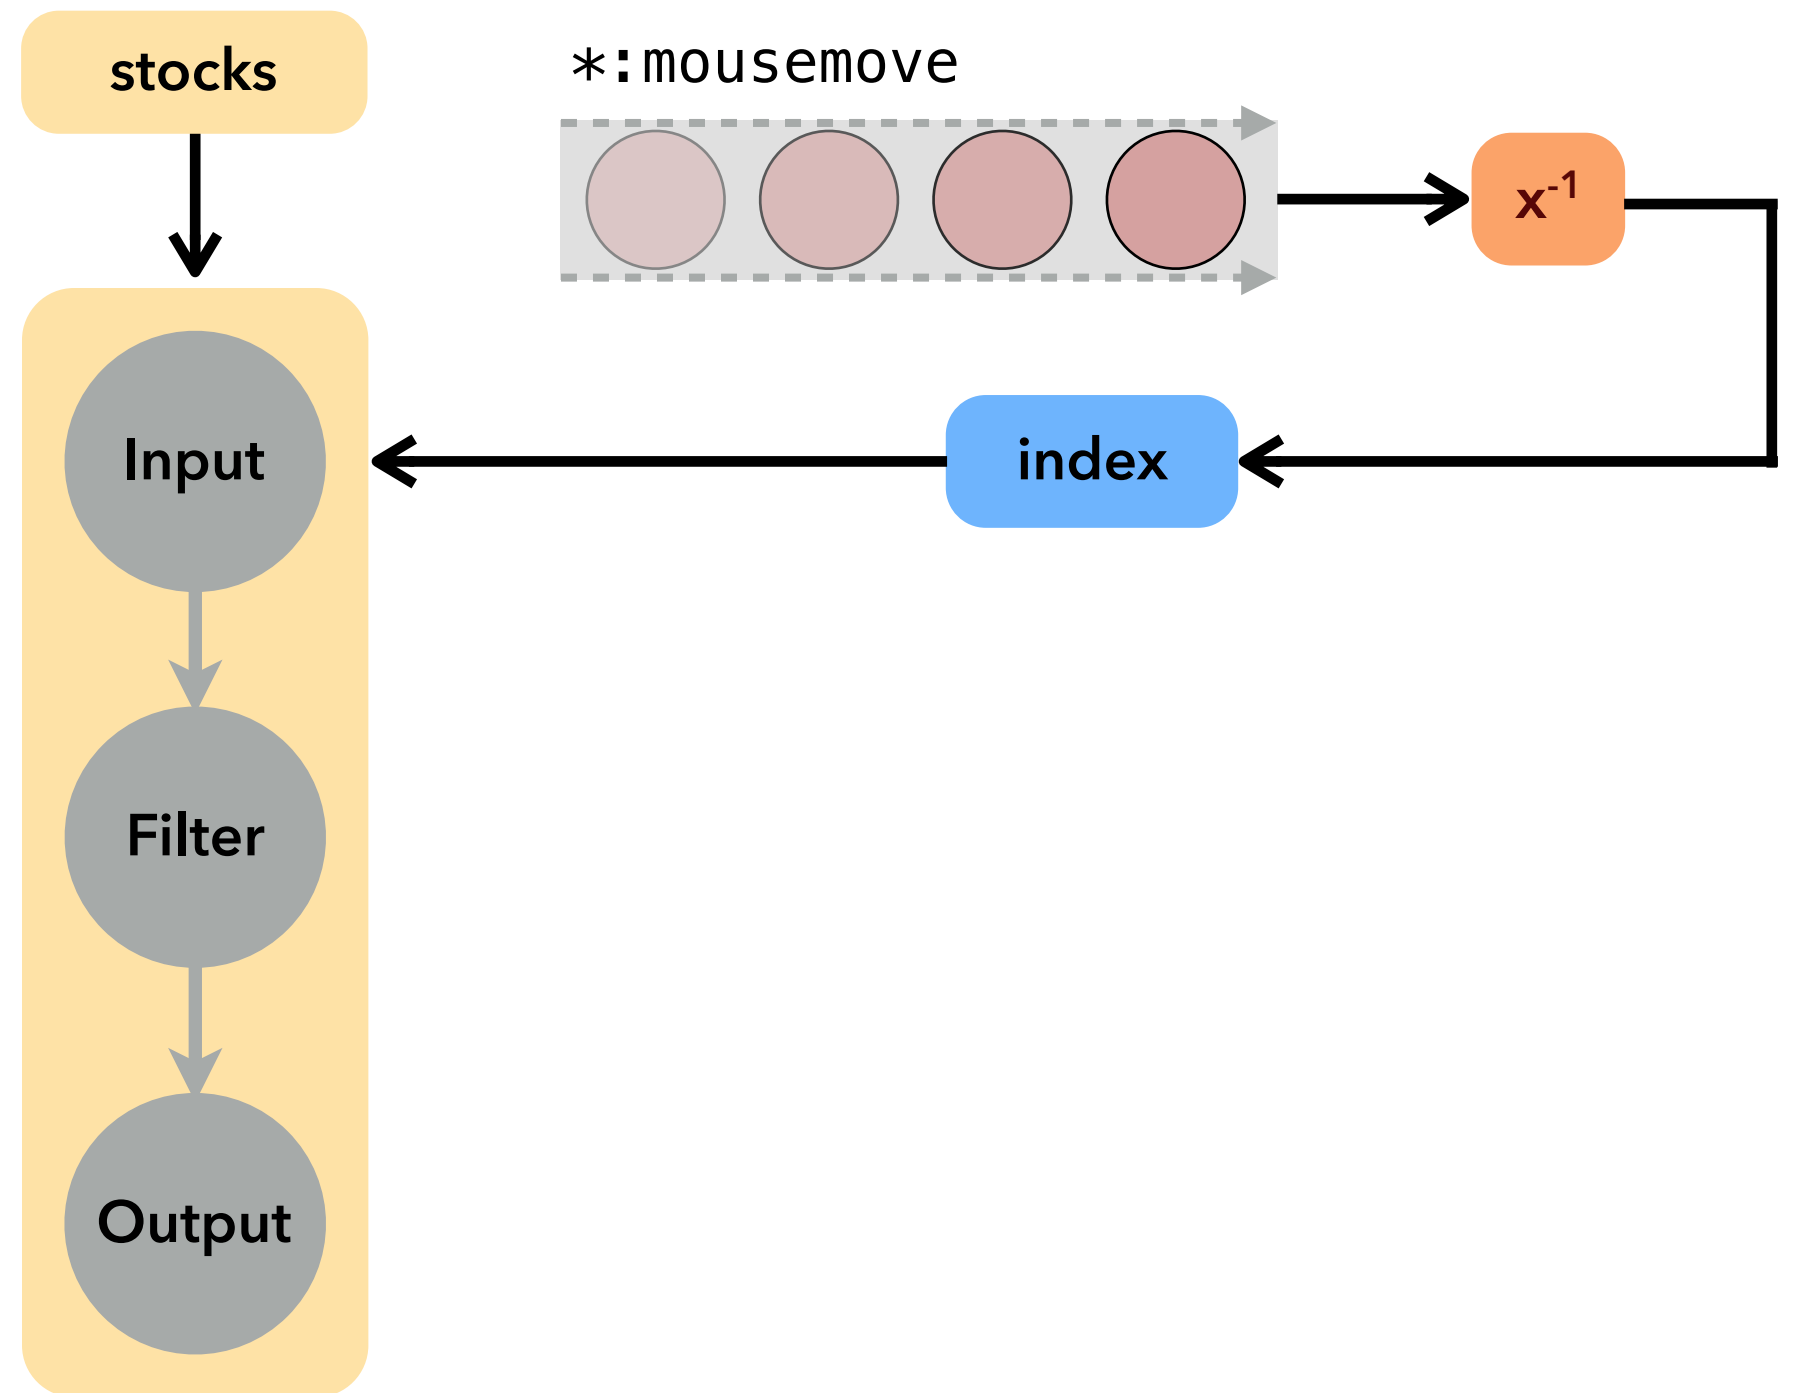 stocks
*:mousemove
x⁻¹
Input
index
Filter
Output